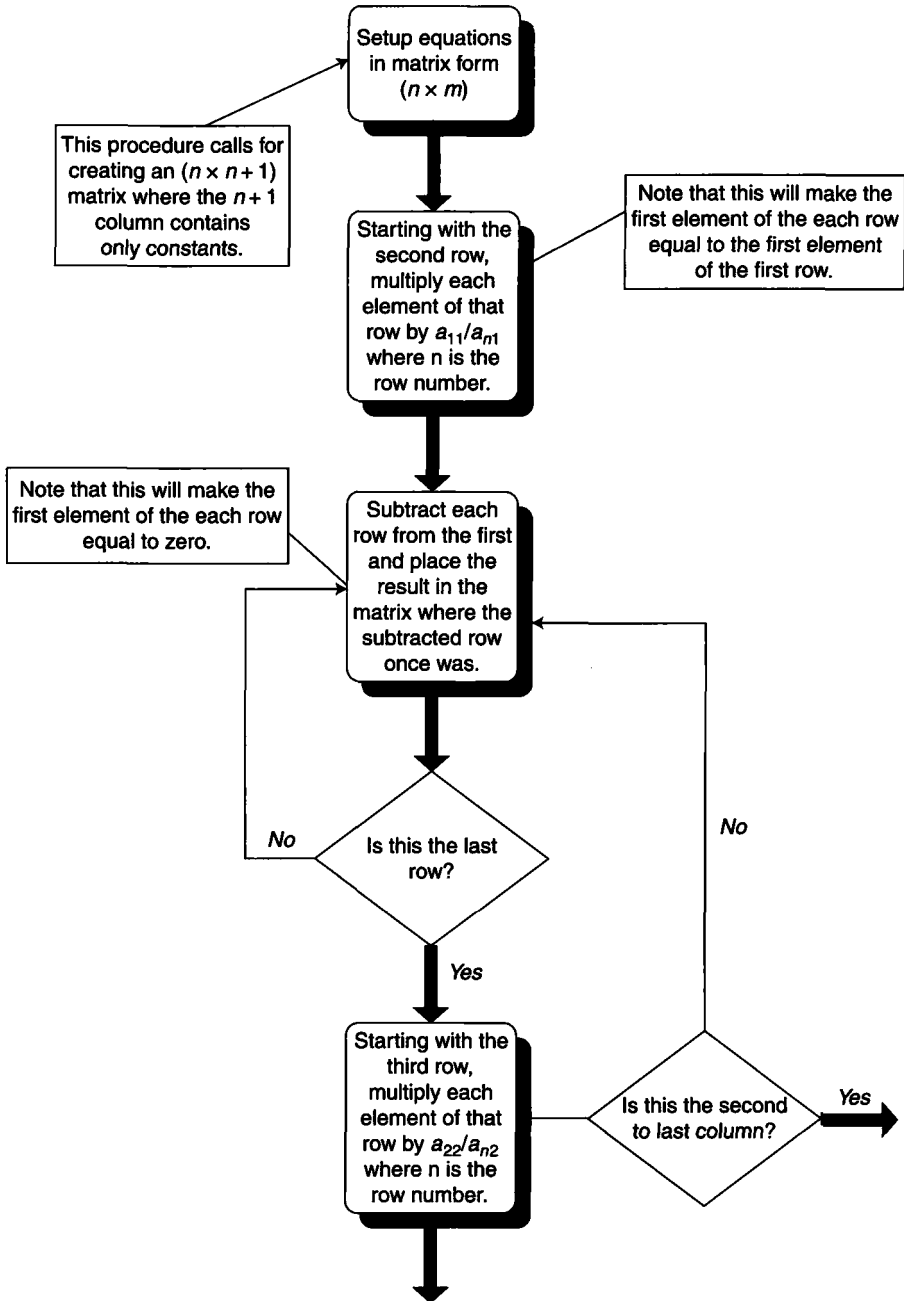 Setup equations
in matrix form
(n × m)
This procedure calls for
creating an (n × n + 1)
matrix where the n + 1
column contains
only constants.
Starting with the
second row,
multiply each
element of that
row by a₁₁/aₙ₁
where n is the
row number.
Note that this will make the
first element of the each row
equal to the first element
of the first row.
Note that this will make the
first element of the each row
equal to zero.
Subtract each
row from the first
and place the
result in the
matrix where the
subtracted row
once was.
No
Is this the last
row?
No
Yes
Starting with the
third row,
multiply each
element of that
row by a₂₂/aₙ₂
where n is the
row number.
Is this the second
to last column?
Yes